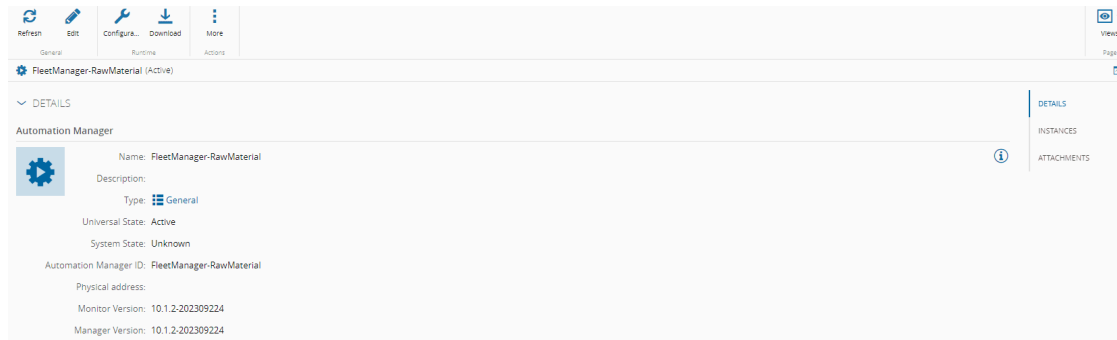 Refresh Edit Configura... Download More Views
General Runtime Actions Page
FleetManager-RawMaterial (Active)
DETAILS
DETAILS
Automation Manager
INSTANCES
Name: FleetManager-RawMaterial
ATTACHMENTS
Description:
Type: General
Universal State: Active
System State: Unknown
Automation Manager ID: FleetManager-RawMaterial
Physical address:
Monitor Version: 10.1.2-202309224
Manager Version: 10.1.2-202309224